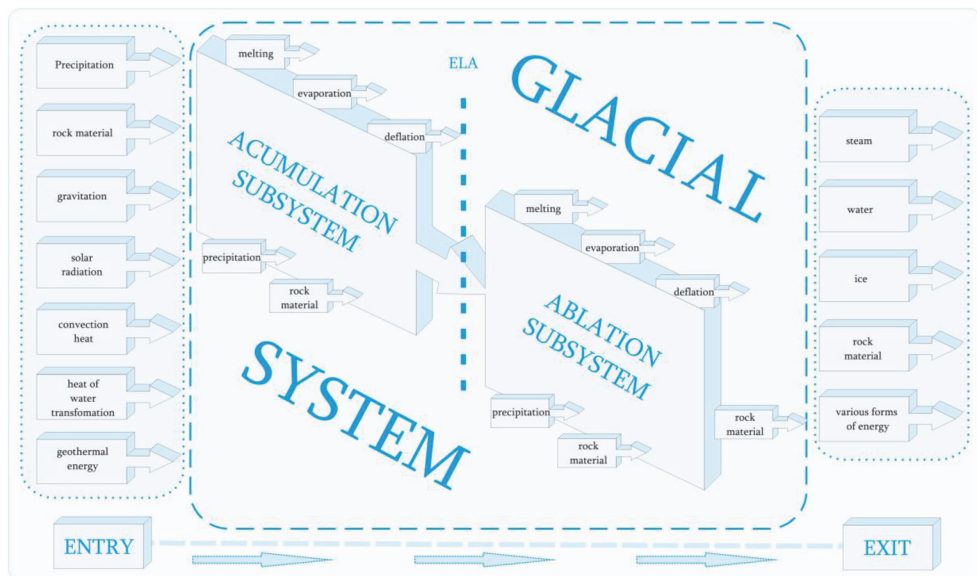 Precipitation
rock material
gravitation
solar
radiation
convection
heat
heat of
water
transfomation
geothermal
energy
ENTRY
GLACIAL
SYSTEM
ELA
ACUMULATION
SUBSYSTEM
melting
evaporation
deflation
precipitation
rock
material
ABLATION
SUBSYSTEM
melting
evaporation
deflation
precipitation
rock
material
rock
material
steam
water
ice
rock
material
various forms
of energy
EXIT